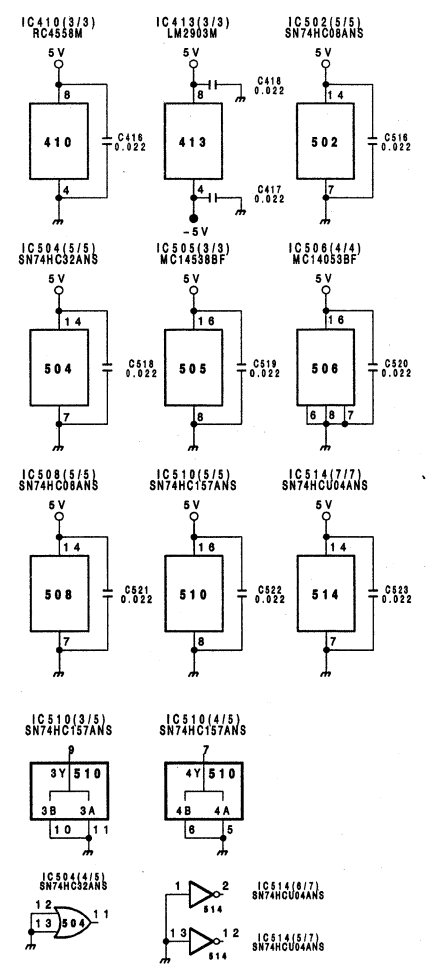 IC410(3/3) IC413(3/3) IC502(5/5)
RC4558M LM2903M SN74HC08ANS
5V 5V 5V
8 8 C418 0.022 14
410 C416 0.022 413 502 C516 0.022
4 4 C417 0.022 7
-5V
IC504(5/5) IC505(3/3) IC506(4/4)
SN74HC32ANS MC14538BF MC14053BF
5V 5V 5V
14 16 16
504 C518 0.022 505 C519 0.022 506 C520 0.022
7 8 6 8 7
IC508(5/5) IC510(5/5) IC514(7/7)
SN74HC08ANS SN74HC157ANS SN74HCU04ANS
5V 5V 5V
14 16 14
508 C521 0.022 510 C522 0.022 514 C523 0.022
7 8 7
IC510(3/5) IC510(4/5)
SN74HC157ANS SN74HC157ANS
9 7
3Y 510 4Y 510
3B 3A 4B 4A
10 11 6 5
IC504(4/5)
SN74HC32ANS
12 13 504 11
1 2 514 IC514(6/7) SN74HCU04ANS
13 12 514 IC514(5/7) SN74HCU04ANS